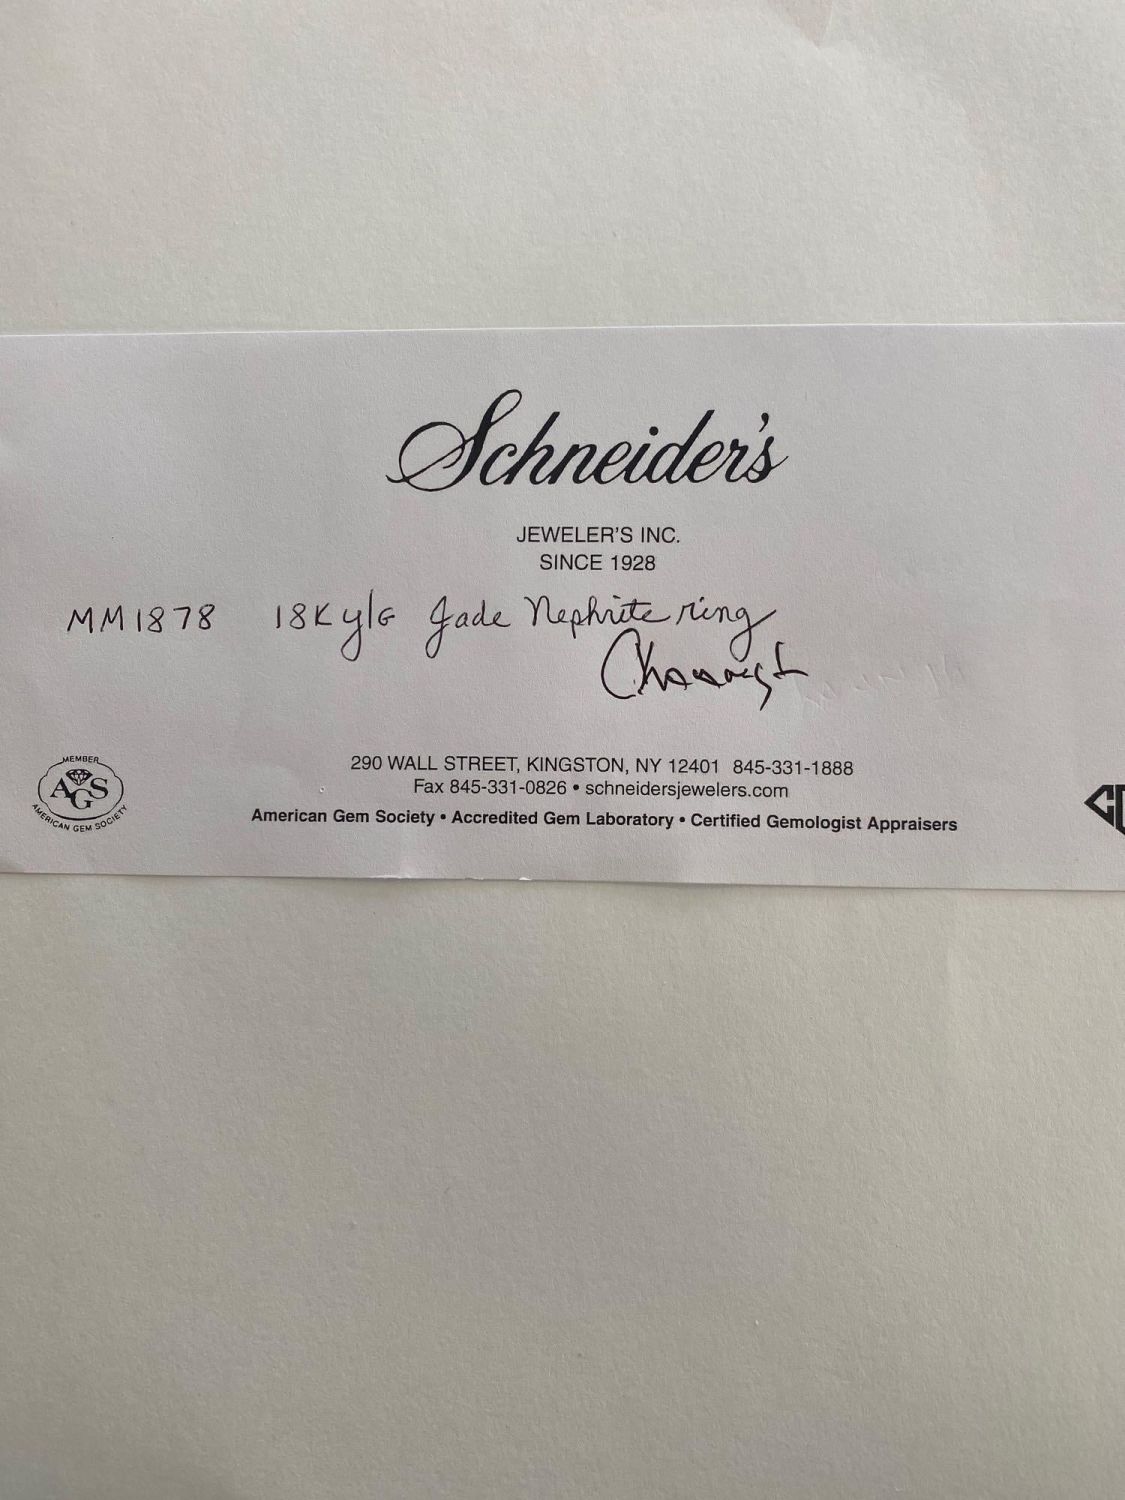 Schneider's
JEWELER'S INC.
SINCE 1928
MM1878 18K y/G Jade Nephrite ring
290 WALL STREET, KINGSTON, NY 12401 845-331-1888
Fax 845-331-0826 • schneidersjewelers.com
American Gem Society • Accredited Gem Laboratory • Certified Gemologist Appraisers
MEMBER
AGS
AMERICAN GEM SOCIETY